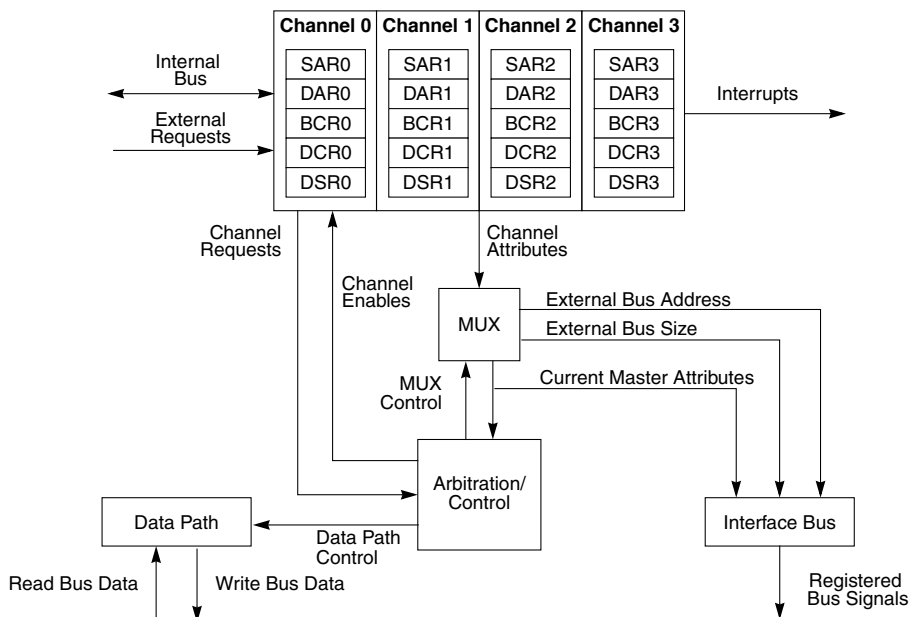 Channel 0 Channel 1 Channel 2 Channel 3
SAR0 SAR1 SAR2 SAR3
DAR0 DAR1 DAR2 DAR3
BCR0 BCR1 BCR2 BCR3
DCR0 DCR1 DCR2 DCR3
DSR0 DSR1 DSR2 DSR3
Internal
Bus
External
Requests
Interrupts
Channel
Requests
Channel
Enables
Channel
Attributes
MUX
External Bus Address
External Bus Size
Current Master Attributes
MUX
Control
Arbitration/
Control
Data Path
Data Path
Control
Interface Bus
Read Bus Data
Write Bus Data
Registered
Bus Signals